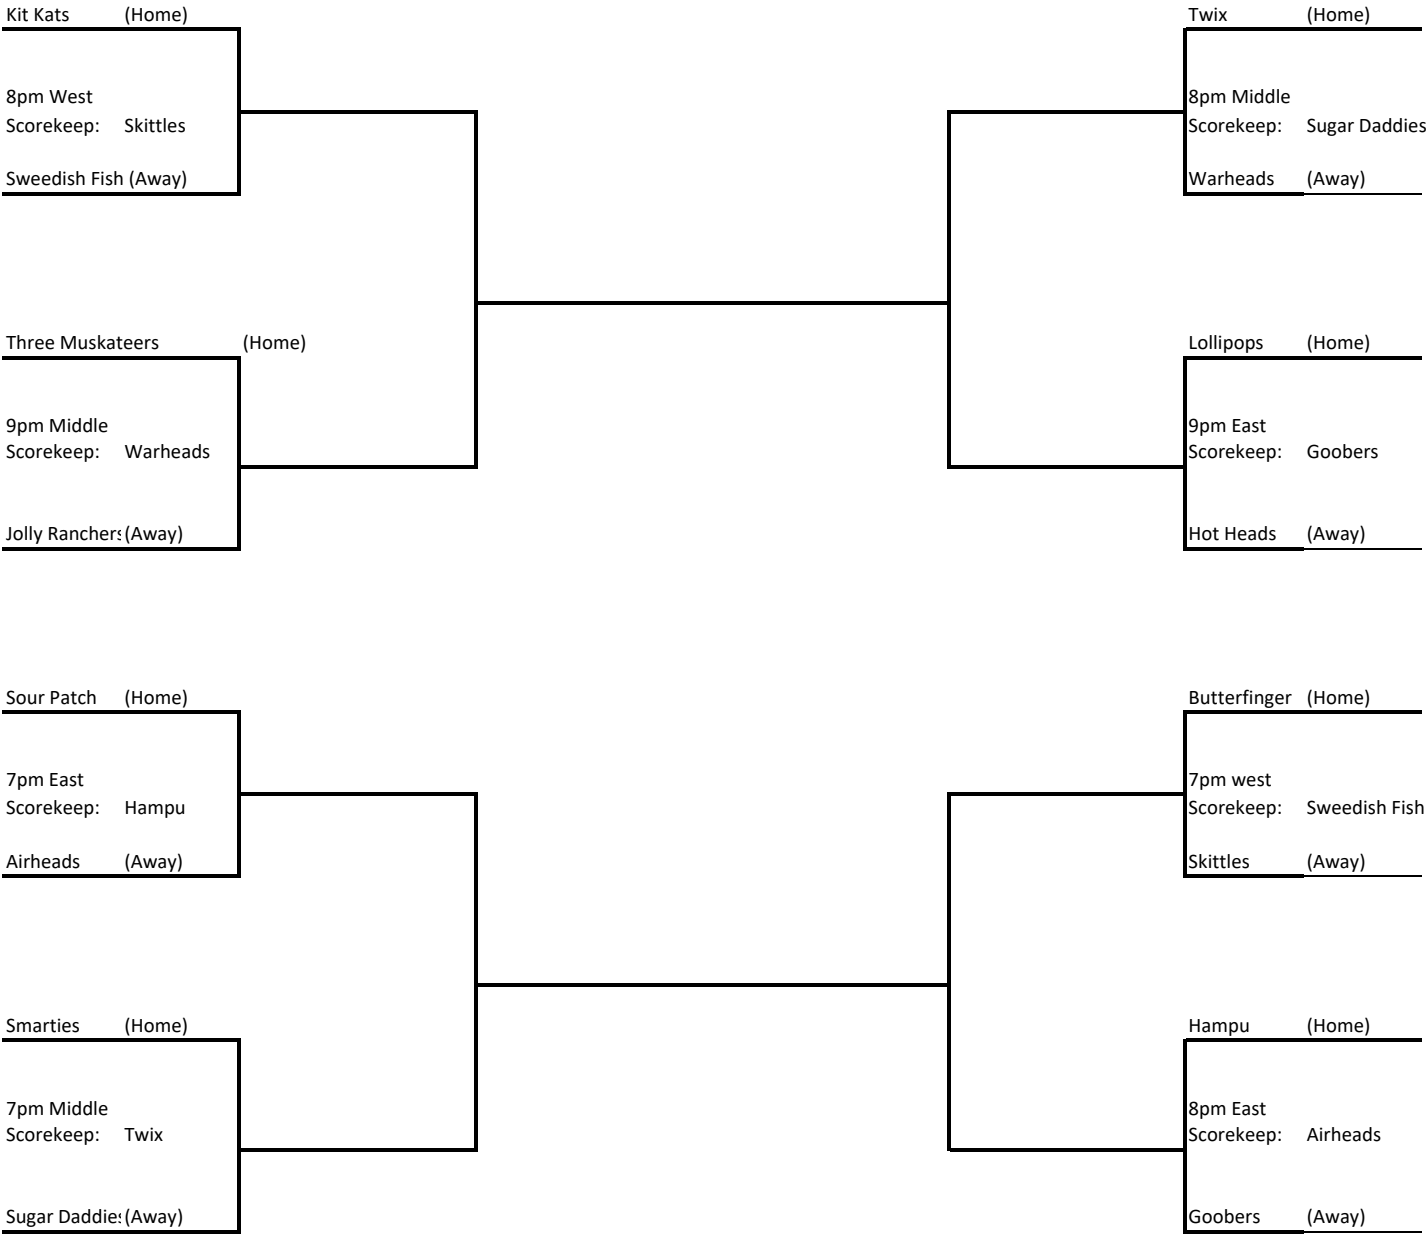 Kit Kats (Home)
8pm West
Scorekeep: Skittles
Sweedish Fish (Away)
Three Muskateers (Home)
9pm Middle
Scorekeep: Warheads
Jolly Ranchers (Away)
Sour Patch (Home)
7pm East
Scorekeep: Hampu
Airheads (Away)
Smarties (Home)
7pm Middle
Scorekeep: Twix
Sugar Daddies (Away)
Twix (Home)
8pm Middle
Scorekeep: Sugar Daddies
Warheads (Away)
Lollipops (Home)
9pm East
Scorekeep: Goobers
Hot Heads (Away)
Butterfinger (Home)
7pm west
Scorekeep: Sweedish Fish
Skittles (Away)
Hampu (Home)
8pm East
Scorekeep: Airheads
Goobers (Away)